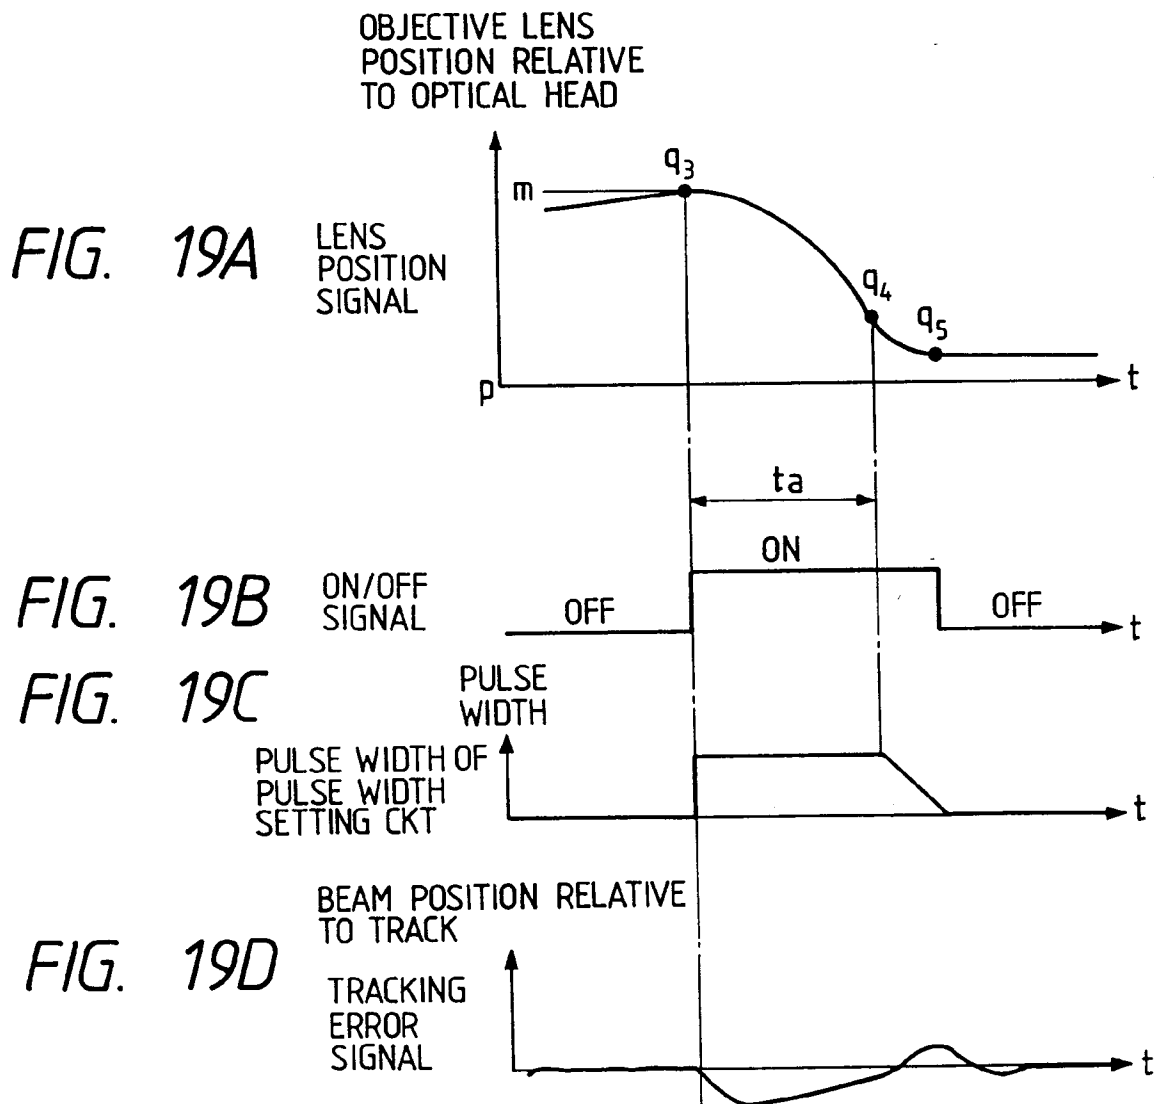 OBJECTIVE LENS
POSITION RELATIVE
TO OPTICAL HEAD
FIG. 19A
LENS
POSITION
SIGNAL
m
q3
q4
q5
p
t
ta
FIG. 19B
ON/OFF
SIGNAL
OFF
ON
OFF
t
FIG. 19C
PULSE
WIDTH
PULSE WIDTH OF
PULSE WIDTH
SETTING CKT
t
FIG. 19D
BEAM POSITION RELATIVE
TO TRACK
TRACKING
ERROR
SIGNAL
t